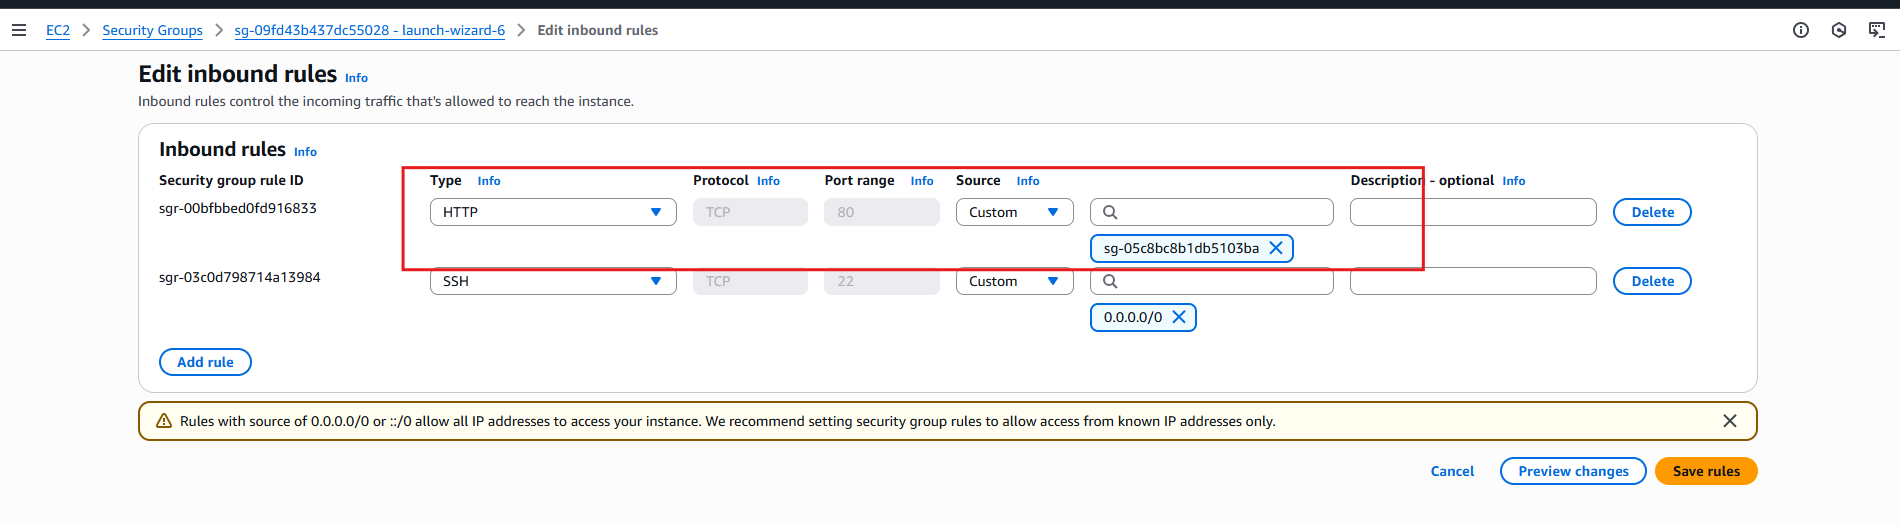 EC2 > Security Groups > sg-09fd43b437dc55028 - launch-wizard-6 > Edit inbound rules
Edit inbound rules Info
Inbound rules control the incoming traffic that's allowed to reach the instance.
Inbound rules Info
Security group rule ID Type Info Protocol Info Port range Info Source Info Description - optional Info
sgr-00bfbbed0fd916833 HTTP TCP 80 Custom Delete
sg-05c8bc8b1db5103ba
sgr-03c0d798714a13984 SSH TCP 22 Custom Delete
0.0.0.0/0
Add rule
Rules with source of 0.0.0.0/0 or ::/0 allow all IP addresses to access your instance. We recommend setting security group rules to allow access from known IP addresses only.
Cancel Preview changes Save rules